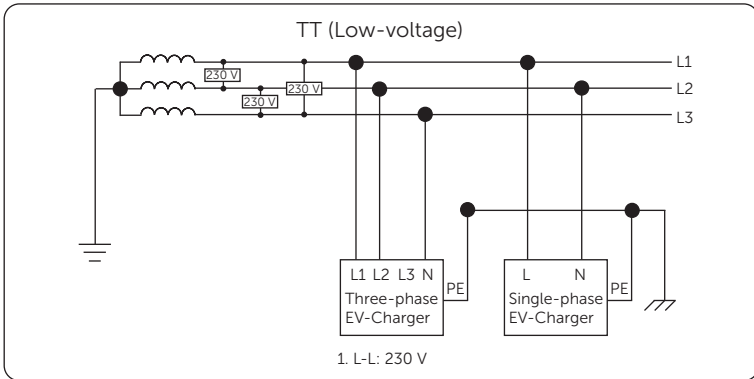 TT (Low-voltage)
L1
230 V
230 V
L2
230 V
L3
L1 L2 L3 N
PE
Three-phase
EV-Charger
L N
PE
Single-phase
EV-Charger
1. L-L: 230 V